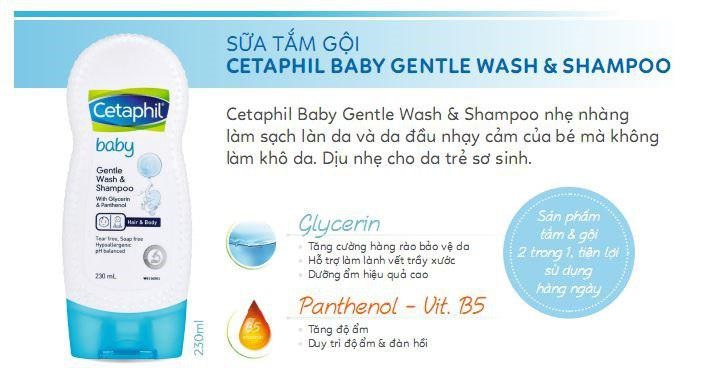 SỮA TẮM GỘI
CETAPHIL BABY GENTLE WASH & SHAMPOO
Cetaphil Baby Gentle Wash & Shampoo nhẹ nhàng
làm sạch làn da và da đầu nhạy cảm của bé mà không
làm khô da. Dịu nhẹ cho da trẻ sơ sinh.
Cetaphil
baby
Gentle
Wash &
Shampoo
With Glycerin
& Panthenol
Hair & Body
Tear free, Soap free
Hypoallergenic
pH balanced
230 mL
230ml
Glycerin
Tăng cường hàng rào bảo vệ da
Hỗ trợ làm lành vết trầy xước
Dưỡng ẩm hiệu quả cao
B5
Panthenol - Vit. B5
Tăng độ ẩm
Duy trì độ ẩm & đàn hồi
Sản phẩm
tắm & gội
2 trong 1, tiện lợi
sử dụng
hàng ngày